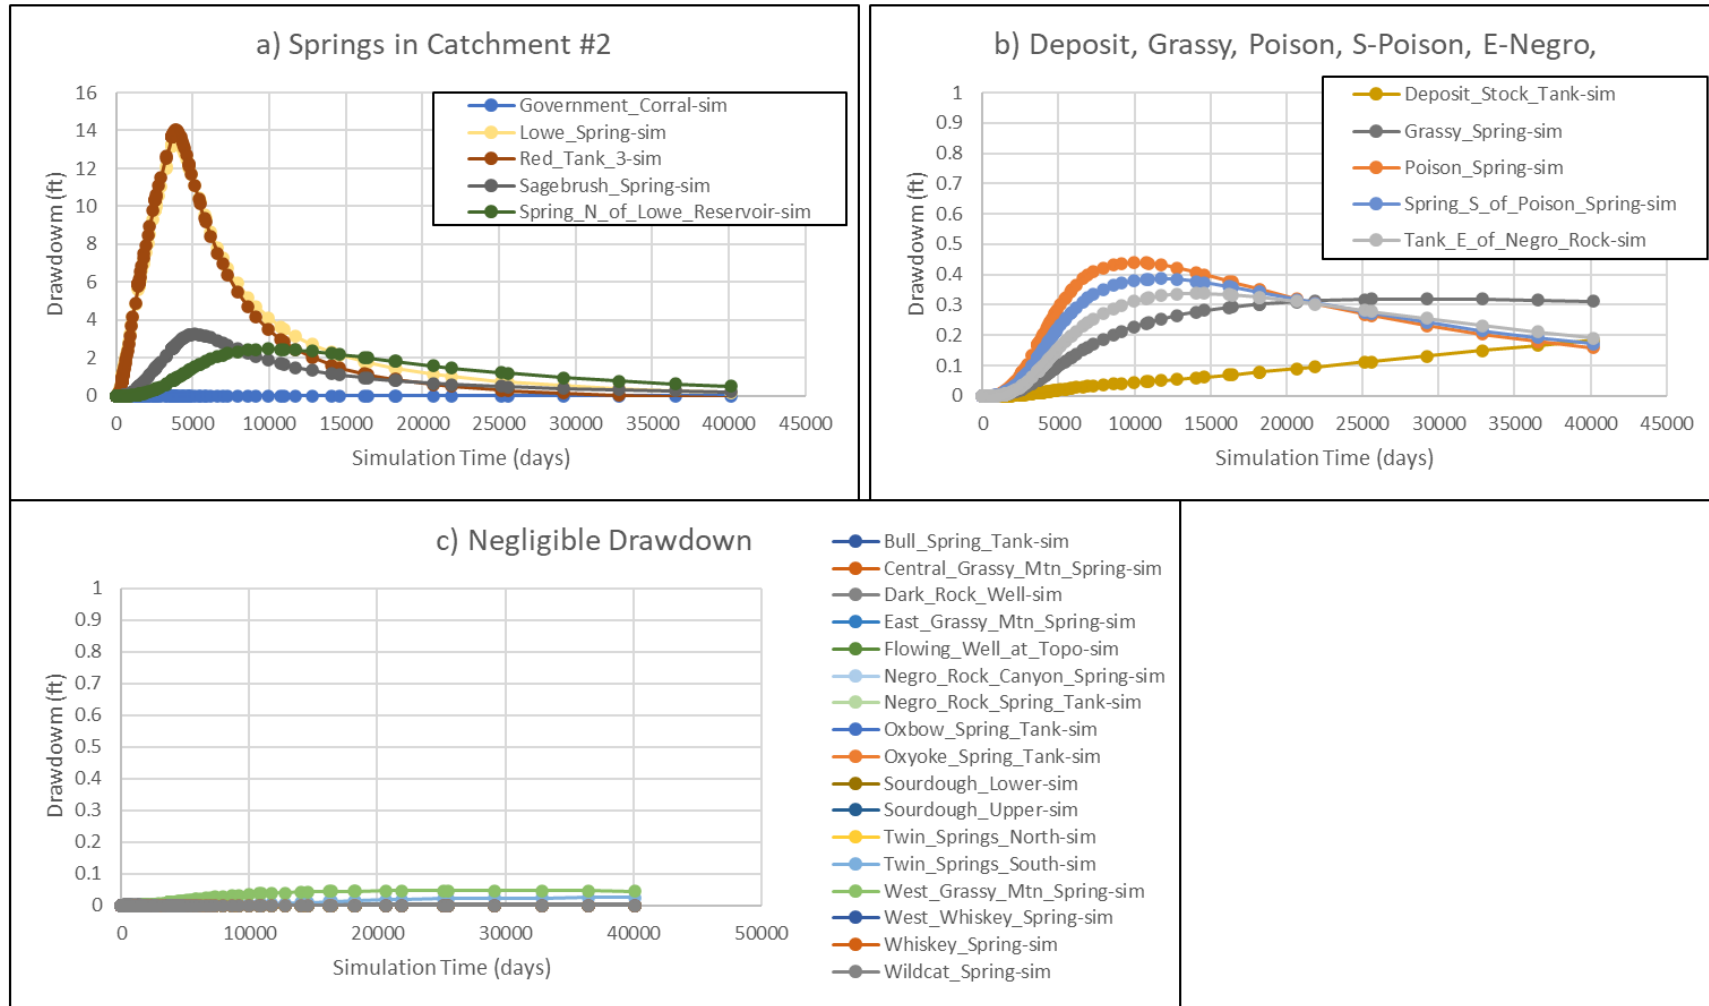 a) Springs in Catchment #2
16
14
12
10
8
6
4
2
0
Drawdowm (ft)
0 5000 10000 15000 20000 25000 30000 35000 40000 45000
Simulation Time (days)
Government_Corral-sim
Lowe_Spring-sim
Red_Tank_3-sim
Sagebrush_Spring-sim
Spring_N_of_Lowe_Reservoir-sim
b) Deposit, Grassy, Poison, S-Poison, E-Negro,
1
0.9
0.8
0.7
0.6
0.5
0.4
0.3
0.2
0.1
0
Drawdowm (ft)
0 5000 10000 15000 20000 25000 30000 35000 40000 45000
Simulation Time (days)
Deposit_Stock_Tank-sim
Grassy_Spring-sim
Poison_Spring-sim
Spring_S_of_Poison_Spring-sim
Tank_E_of_Negro_Rock-sim
c) Negligible Drawdown
1
0.9
0.8
0.7
0.6
0.5
0.4
0.3
0.2
0.1
0
Drawdowm (ft)
0 10000 20000 30000 40000 50000
Simulation Time (days)
Bull_Spring_Tank-sim
Central_Grassy_Mtn_Spring-sim
Dark_Rock_Well-sim
East_Grassy_Mtn_Spring-sim
Flowing_Well_at_Topo-sim
Negro_Rock_Canyon_Spring-sim
Negro_Rock_Spring_Tank-sim
Oxbow_Spring_Tank-sim
Oxyoke_Spring_Tank-sim
Sourdough_Lower-sim
Sourdough_Upper-sim
Twin_Springs_North-sim
Twin_Springs_South-sim
West_Grassy_Mtn_Spring-sim
West_Whiskey_Spring-sim
Whiskey_Spring-sim
Wildcat_Spring-sim